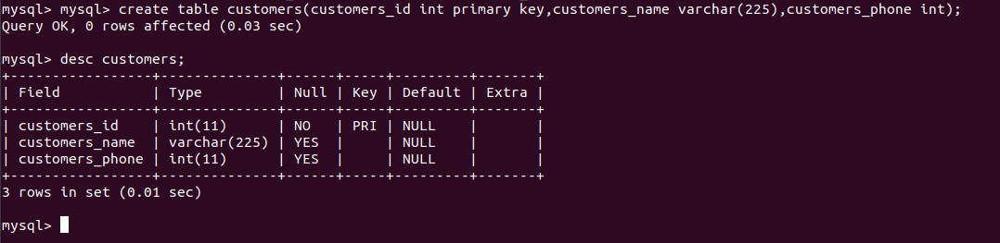 mysql> mysql> create table customers(customers_id int primary key,customers_name varchar(225),customers_phone int);
Query OK, 0 rows affected (0.03 sec)
mysql> desc customers;
+-----------------+--------------+------+-----+---------+-------+
| Field           | Type         | Null | Key | Default | Extra |
+-----------------+--------------+------+-----+---------+-------+
| customers_id    | int(11)      | NO   | PRI | NULL    |       |
| customers_name  | varchar(225) | YES  |     | NULL    |       |
| customers_phone | int(11)      | YES  |     | NULL    |       |
+-----------------+--------------+------+-----+---------+-------+
3 rows in set (0.01 sec)
mysql>